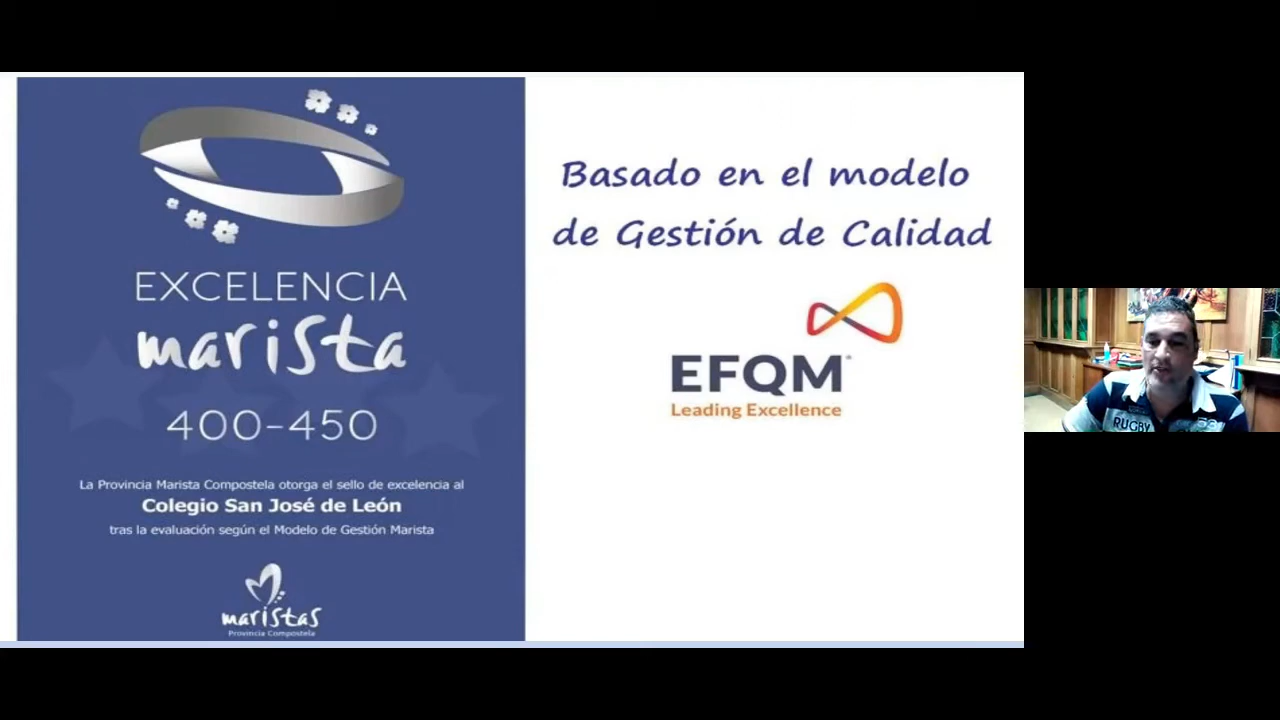 EXCELENCIA
marista
400-450
La Provincia Marista Compostela otorga el sello de excelencia al
Colegio San José de León
tras la evaluación según el Modelo de Gestión Marista
maristas
Provincia Compostela
Basado en el modelo
de Gestión de Calidad
EFQM
Leading Excellence
RUGBY